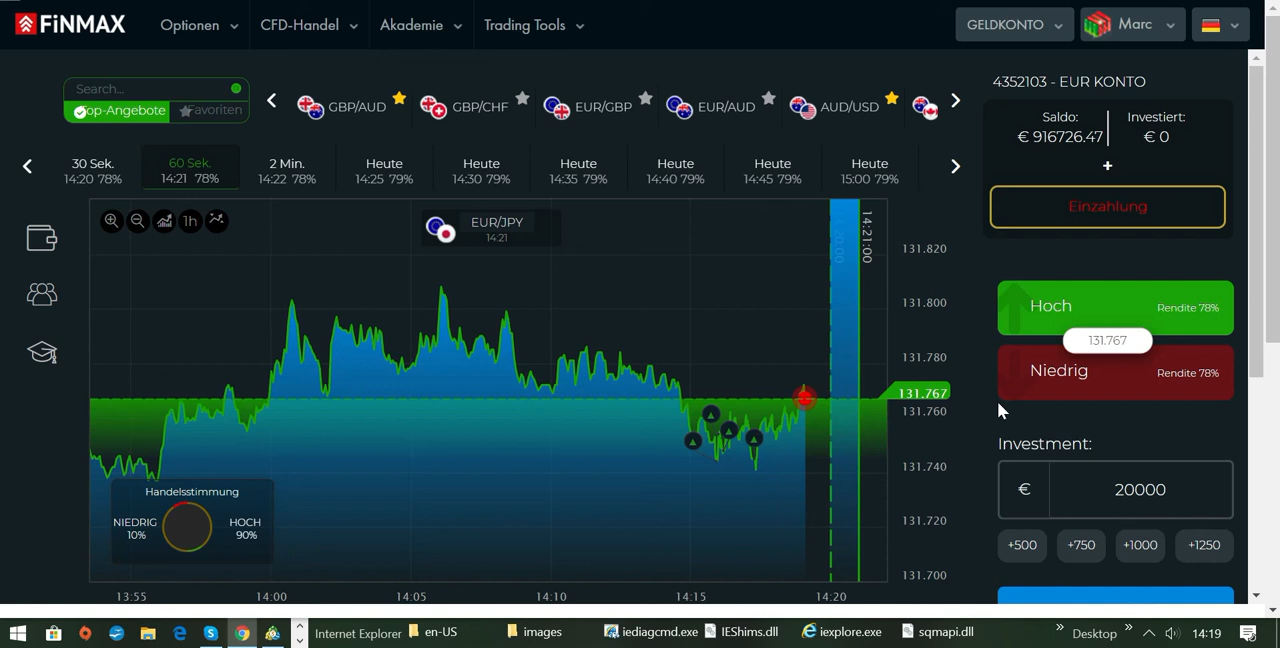 FiNMAX
Optionen
CFD-Handel
Akademie
Trading Tools
GELDKONTO
Marc
Search...
Top-Angebote
Favoriten
GBP/AUD
GBP/CHF
EUR/GBP
EUR/AUD
AUD/USD
4352103 - EUR KONTO
Saldo:
€ 916726.47
Investiert:
€ 0
+
Einzahlung
30 Sek.
14:20 78%
60 Sek.
14:21 78%
2 Min.
14:22 78%
Heute
14:25 79%
Heute
14:30 79%
Heute
14:35 79%
Heute
14:40 79%
Heute
14:45 79%
Heute
15:00 79%
1h
EUR/JPY
14:21
14:20:00
14:21:00
131.820
131.800
131.780
131.767
131.760
131.740
131.720
131.700
Handelsstimmung
NIEDRIG
10%
HOCH
90%
13:55
14:00
14:05
14:10
14:15
14:20
Hoch
Rendite 78%
131.767
Niedrig
Rendite 78%
Investment:
€
20000
+500
+750
+1000
+1250
Internet Explorer
en-US
images
iediagcmd.exe
IEShims.dll
iexplore.exe
sqmapi.dll
Desktop
14:19